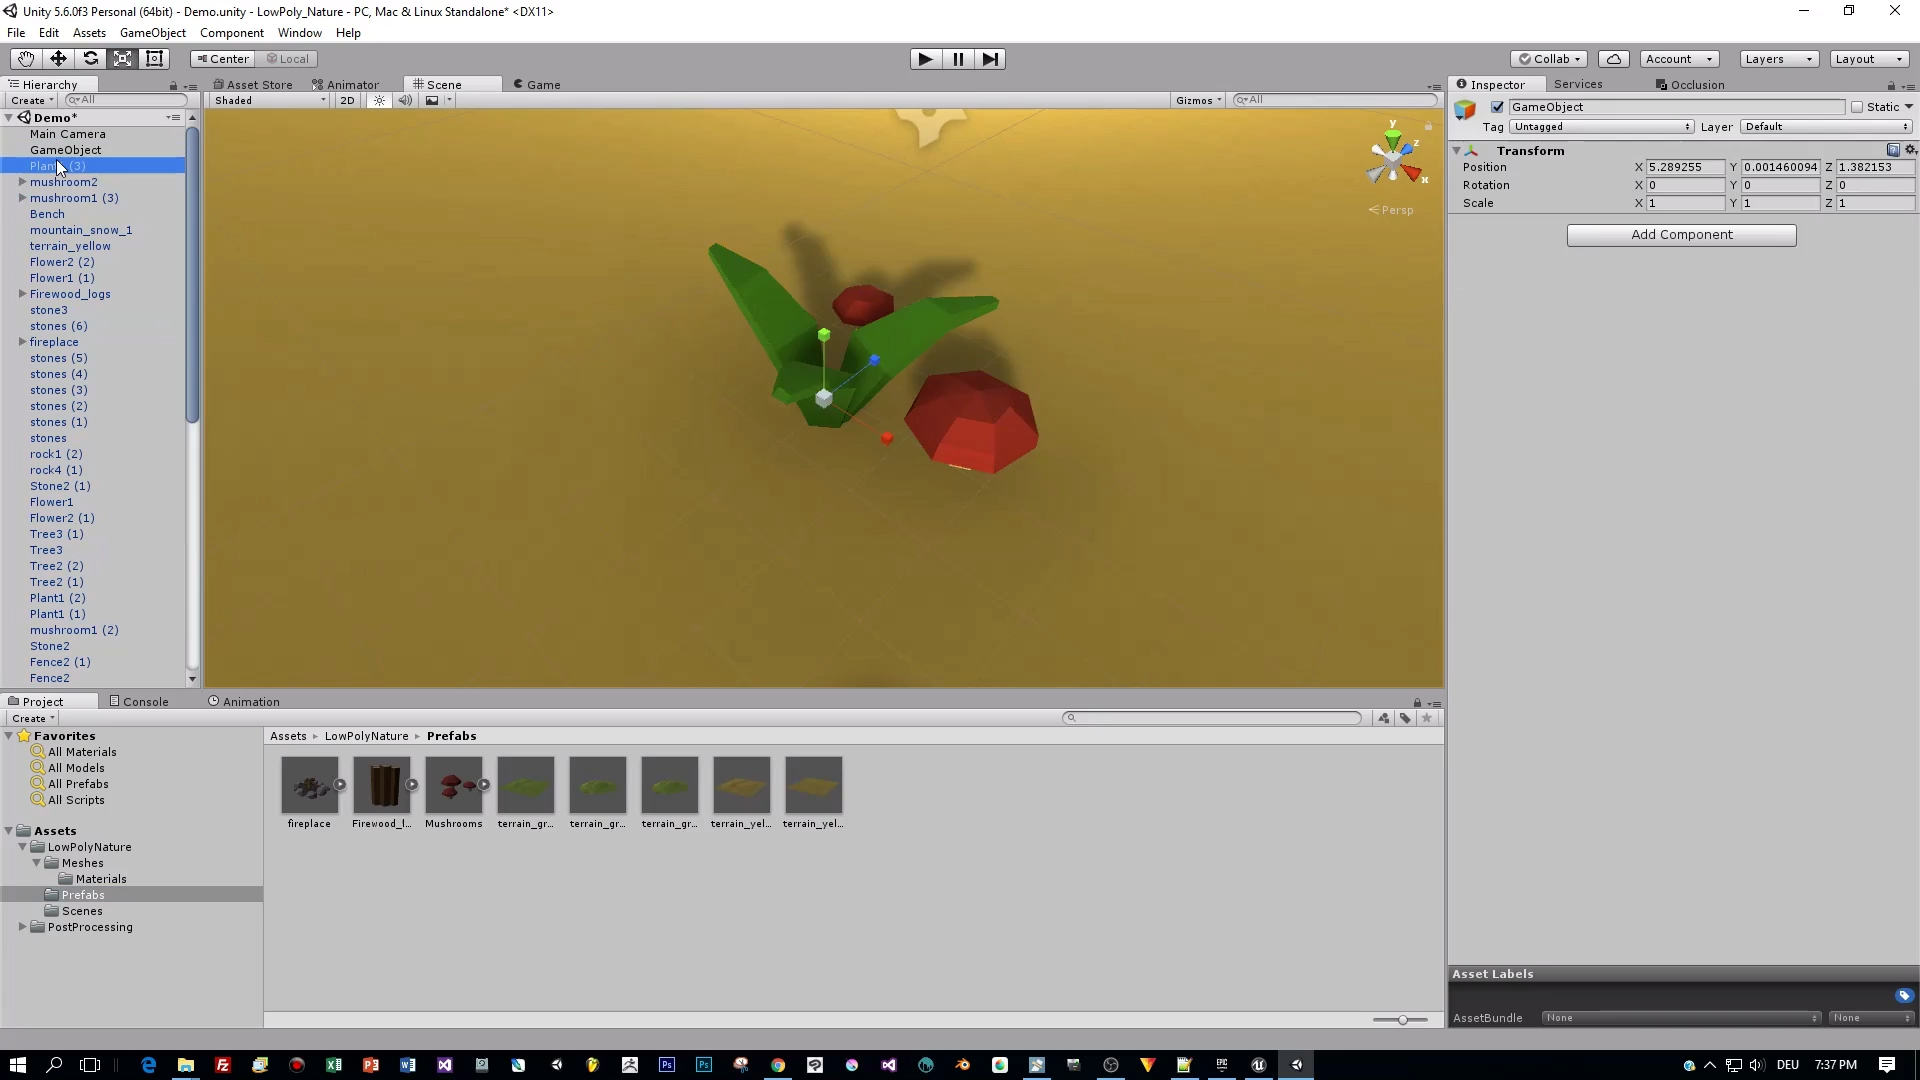 Unity 5.6.0f3 Personal (64bit) - Demo.unity - LowPoly_Nature - PC, Mac & Linux Standalone* <DX11>
File Edit Assets GameObject Component Window Help
Center Local Collab Account Layers Layout
Hierarchy Asset Store Animator Scene Game Inspector Services Occlusion
Create All Shaded 2D Gizmos All
Demo*
Main Camera
GameObject
Plant (3)
mushroom2
mushroom1 (3)
Bench
mountain_snow_1
terrain_yellow
Flower2 (2)
Flower1 (1)
Firewood_logs
stone3
stones (6)
fireplace
stones (5)
stones (4)
stones (3)
stones (2)
stones (1)
stones
rock1 (2)
rock4 (1)
Stone2 (1)
Flower1
Flower2 (1)
Tree3 (1)
Tree3
Tree2 (2)
Tree2 (1)
Plant1 (2)
Plant1 (1)
mushroom1 (2)
Stone2
Fence2 (1)
Fence2
y
z
x
Persp
GameObject Static
Tag Untagged Layer Default
Transform
Position X 5.289255 Y 0.001460094 Z 1.382153
Rotation X 0 Y 0 Z 0
Scale X 1 Y 1 Z 1
Add Component
Project Console Animation
Create
Favorites
All Materials
All Models
All Prefabs
All Scripts
Assets
LowPolyNature
Meshes
Materials
Prefabs
Scenes
PostProcessing
Assets LowPolyNature Prefabs
fireplace Firewood_l... Mushrooms terrain_gr... terrain_gr... terrain_gr... terrain_yel... terrain_yel...
Asset Labels
AssetBundle None None
DEU 7:37 PM